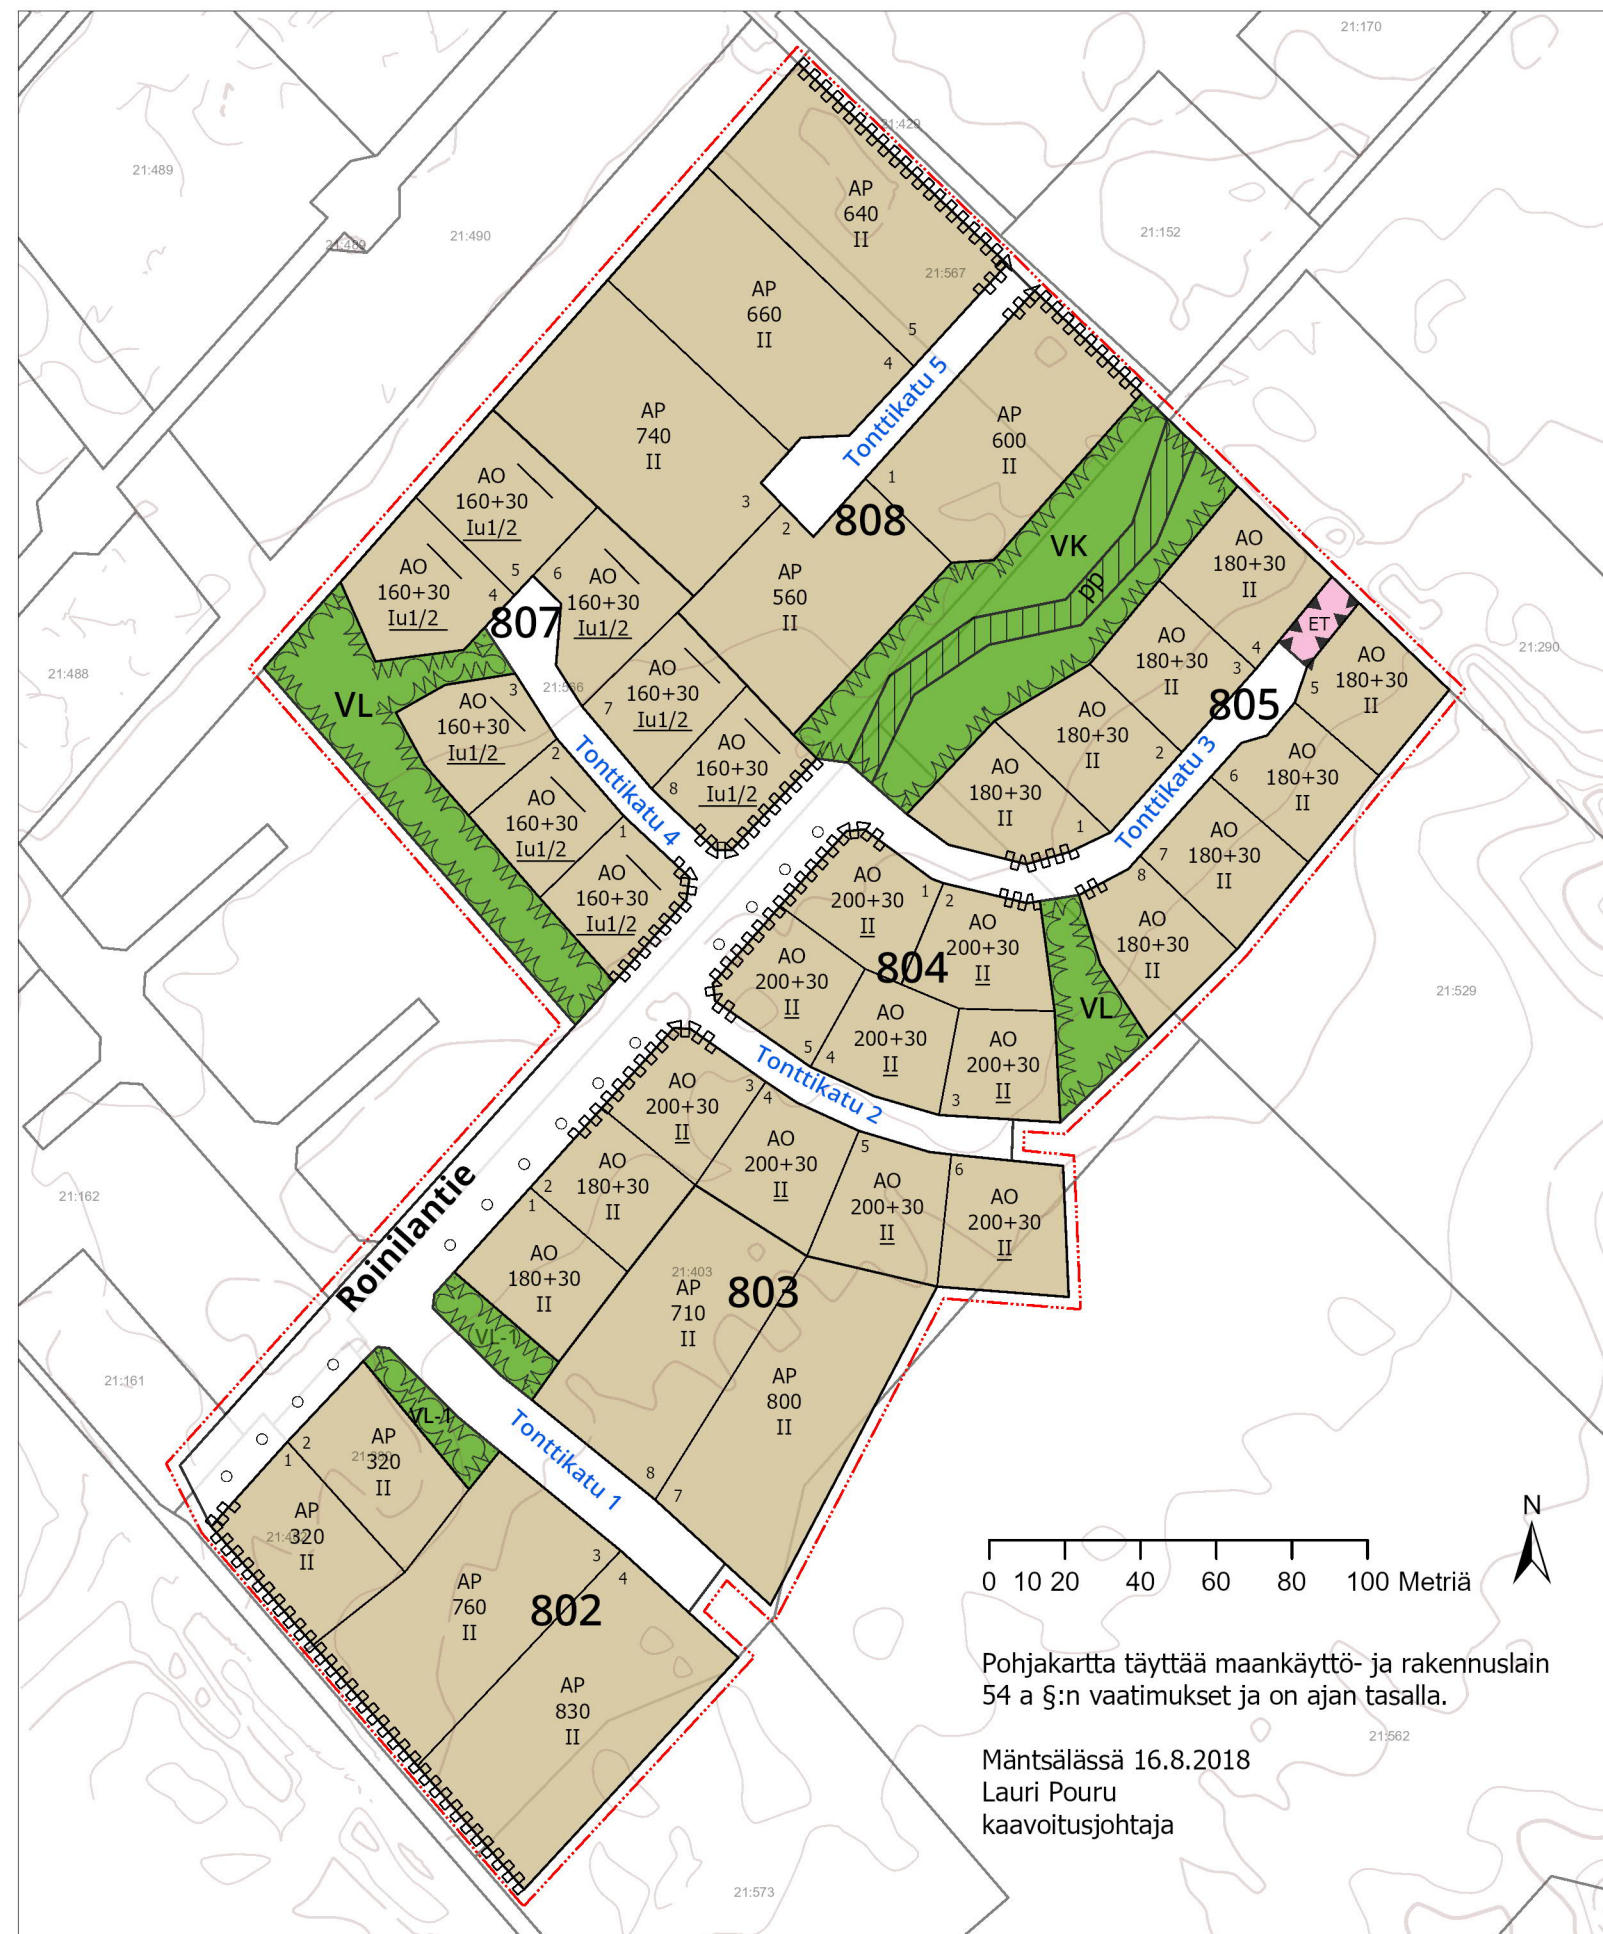 21:170
21:429
21:489
AP
640
II
21:152
21:490
21:489
21:567
AP
660
II
5
4
Tonttikatu 5
AP
740
II
AP
600
II
1
3
2
808
AO
160+30
Iu1/2
5
VK
pp
AO
180+30
II
4
AO
160+30
Iu1/2
4
807
6
AO
160+30
Iu1/2
AP
560
II
ET
21:488
21:290
VL
3
AO
160+30
Iu1/2
7
AO
160+30
Iu1/2
AO
180+30
II
3
805
AO
180+30
II
5
AO
180+30
II
2
Tonttikatu 3
2
Tonttikatu 4
AO
160+30
Iu1/2
8
AO
180+30
II
6
AO
180+30
II
1
AO
160+30
Iu1/2
1
AO
180+30
II
7
AO
180+30
II
AO
160+30
Iu1/2
AO
200+30
II
1
2
8
AO
180+30
II
804
AO
200+30
II
AO
200+30
II
5
VL
21:529
AO
200+30
II
4
AO
200+30
II
3
Tonttikatu 2
AO
200+30
II
3
4
AO
200+30
II
5
6
AO
180+30
II
2
1
AO
200+30
II
AO
200+30
II
21:162
Roinilantie
AO
180+30
II
21:403
AP
710
II
803
VL-1
21:161
AP
800
II
VL-1
AP
320
II
2
1
Tonttikatu 1
8
7
AP
320
II
3
4
AP
760
II
802
AP
830
II
N
0 10 20 40 60 80 100 Metriä
Pohjakartta täyttää maankäyttö- ja rakennuslain
54 a §:n vaatimukset ja on ajan tasalla.
21:562
Mäntsälässä 16.8.2018
Lauri Pouru
kaavoitusjohtaja
21:573